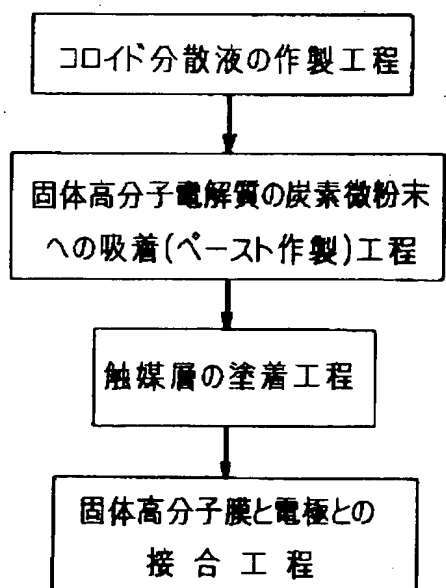 コロイド分散液の作製工程
固体高分子電解質の炭素微粉末
への吸着(ペースト作製)工程
触媒層の塗着工程
固体高分子膜と電極との
接合工程